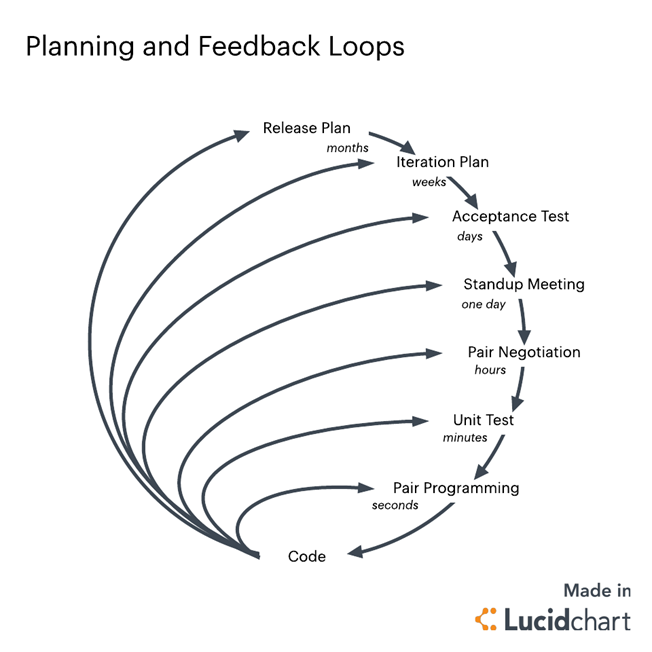 Planning and Feedback Loops
Release Plan
months
Iteration Plan
weeks
Acceptance Test
days
Standup Meeting
one day
Pair Negotiation
hours
Unit Test
minutes
Pair Programming
seconds
Code
Made in
Lucidchart